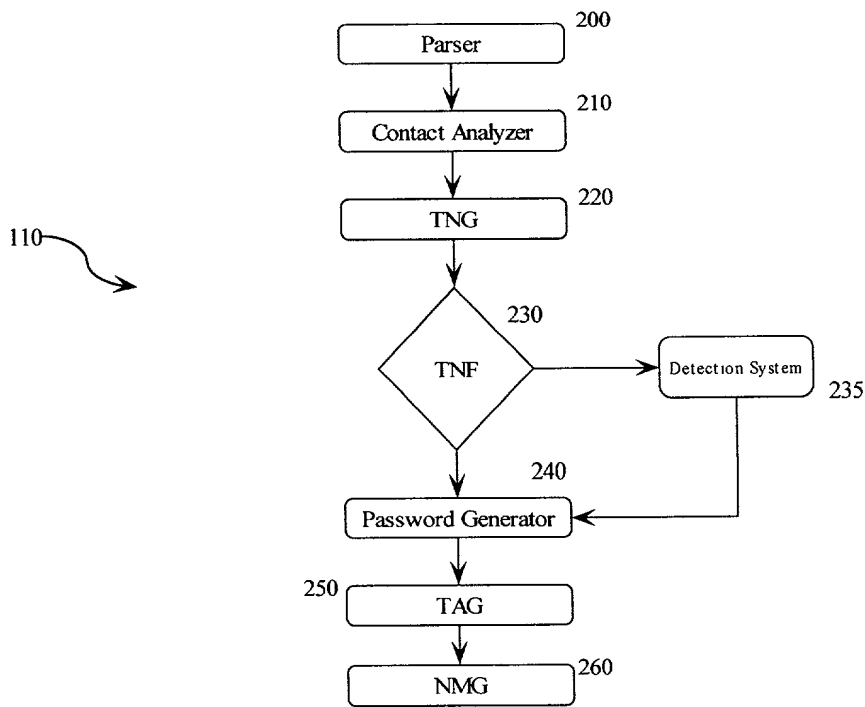 200
Parser
210
Contact Analyzer
220
TNG
110
230
TNF
Detection System
235
240
Password Generator
250
TAG
260
NMG